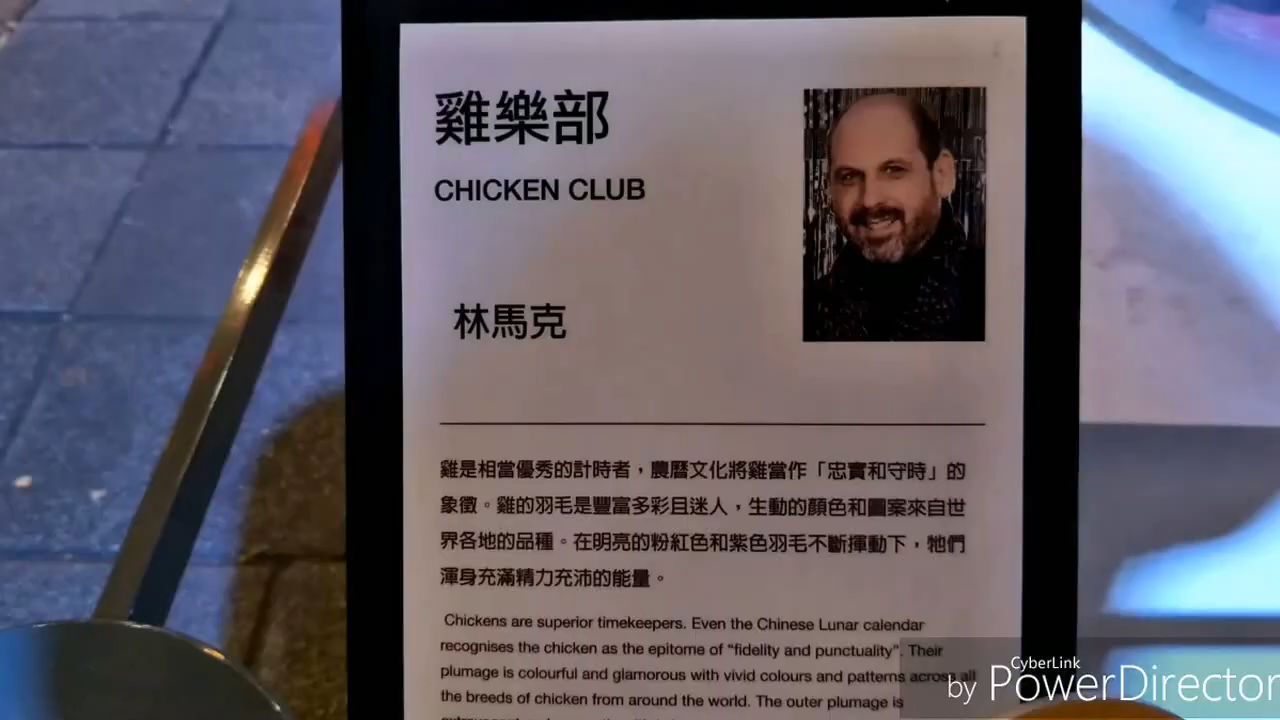 雞樂部
CHICKEN CLUB
林馬克
雞是相當優秀的計時者，農曆文化將雞當作「忠實和守時」的
象徵。雞的羽毛是豐富多彩且迷人，生動的顏色和圖案來自世
界各地的品種。在明亮的粉紅色和紫色羽毛不斷揮動下，牠們
渾身充滿精力充沛的能量。
Chickens are superior timekeepers. Even the Chinese Lunar calendar
recognises the chicken as the epitome of “fidelity and punctuality”. Their
plumage is colourful and glamorous with vivid colours and patterns across all
the breeds of chicken from around the world. The outer plumage is
CyberLink
by PowerDirector